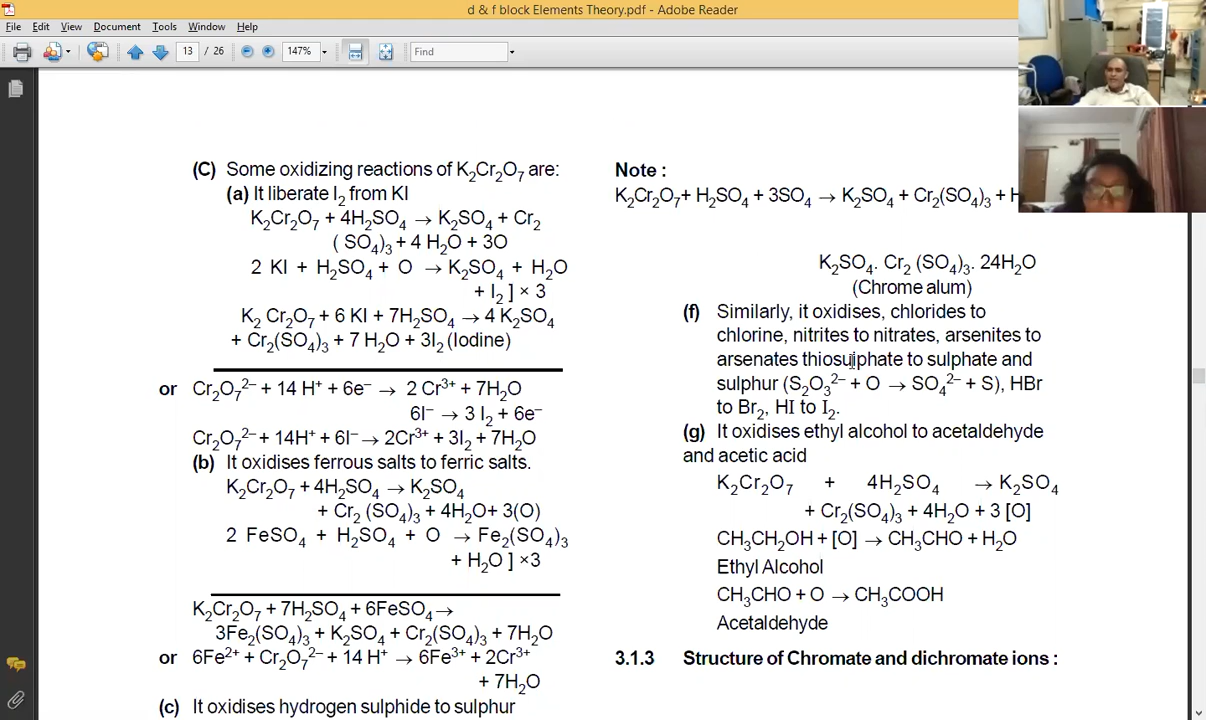 d & f block Elements Theory.pdf - Adobe Reader
File Edit View Document Tools Window Help
13 / 26 147% Find
(C) Some oxidizing reactions of K₂Cr₂O₇ are:
(a) It liberate I₂ from KI
K₂Cr₂O₇ + 4H₂SO₄ → K₂SO₄ + Cr₂
( SO₄)₃ + 4 H₂O + 3O
2 KI + H₂SO₄ + O → K₂SO₄ + H₂O
+ I₂ ] × 3
K₂ Cr₂O₇ + 6 KI + 7H₂SO₄ → 4 K₂SO₄
+ Cr₂(SO₄)₃ + 7 H₂O + 3I₂ (Iodine)
or Cr₂O₇²⁻ + 14 H⁺ + 6e⁻ → 2 Cr³⁺ + 7H₂O
6I⁻ → 3 I₂ + 6e⁻
Cr₂O₇²⁻ + 14H⁺ + 6I⁻ → 2Cr³⁺ + 3I₂ + 7H₂O
(b) It oxidises ferrous salts to ferric salts.
K₂Cr₂O₇ + 4H₂SO₄ → K₂SO₄
+ Cr₂ (SO₄)₃ + 4H₂O+ 3(O)
2 FeSO₄ + H₂SO₄ + O → Fe₂(SO₄)₃
+ H₂O ] ×3
K₂Cr₂O₇ + 7H₂SO₄ + 6FeSO₄ →
3Fe₂(SO₄)₃ + K₂SO₄ + Cr₂(SO₄)₃ + 7H₂O
or 6Fe²⁺ + Cr₂O₇²⁻ + 14 H⁺ → 6Fe³⁺ + 2Cr³⁺
+ 7H₂O
(c) It oxidises hydrogen sulphide to sulphur
Note :
K₂Cr₂O₇+ H₂SO₄ + 3SO₄ → K₂SO₄ + Cr₂(SO₄)₃ + H
K₂SO₄. Cr₂ (SO₄)₃. 24H₂O
(Chrome alum)
(f) Similarly, it oxidises, chlorides to
chlorine, nitrites to nitrates, arsenites to
arsenates thiosulphate to sulphate and
sulphur (S₂O₃²⁻ + O → SO₄²⁻ + S), HBr
to Br₂, HI to I₂.
(g) It oxidises ethyl alcohol to acetaldehyde
and acetic acid
K₂Cr₂O₇ + 4H₂SO₄ → K₂SO₄
+ Cr₂(SO₄)₃ + 4H₂O + 3 [O]
CH₃CH₂OH + [O] → CH₃CHO + H₂O
Ethyl Alcohol
CH₃CHO + O → CH₃COOH
Acetaldehyde
3.1.3 Structure of Chromate and dichromate ions :